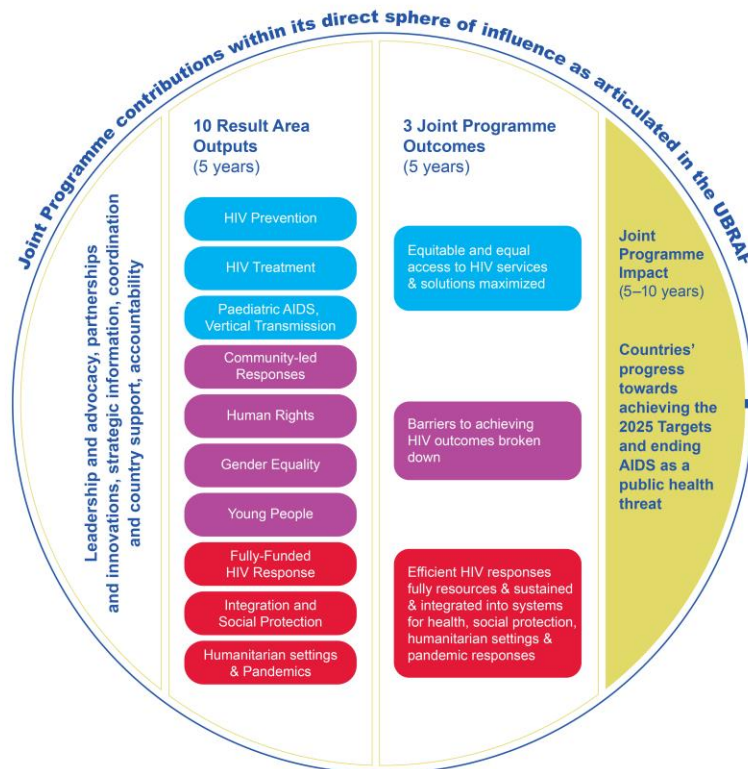 Joint Programme contributions within its direct sphere of influence as articulated in the UBRAF
Leadership and advocacy, partnerships
and innovations, strategic information, coordination
and country support, accountability
10 Result Area
Outputs
(5 years)
HIV Prevention
HIV Treatment
Paediatric AIDS,
Vertical Transmission
Community-led
Responses
Human Rights
Gender Equality
Young People
Fully-Funded
HIV Response
Integration and
Social Protection
Humanitarian settings
& Pandemics
3 Joint Programme
Outcomes
(5 years)
Equitable and equal
access to HIV services
& solutions maximized
Barriers to achieving
HIV outcomes broken
down
Efficient HIV responses
fully resources & sustained
& integrated into systems
for health, social protection,
humanitarian settings &
pandemic responses
Joint
Programme
Impact
(5–10 years)
Countries’
progress
towards
achieving the
2025 Targets
and ending
AIDS as a
public health
threat